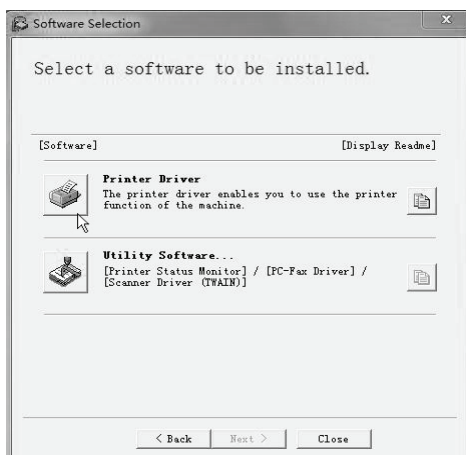 Software Selection
Select a software to be installed.
[Software] [Display Readme]
Printer Driver
The printer driver enables you to use the printer
function of the machine.
Utility Software...
[Printer Status Monitor] / [PC-Fax Driver] /
[Scanner Driver (TWAIN)]
< Back Next > Close